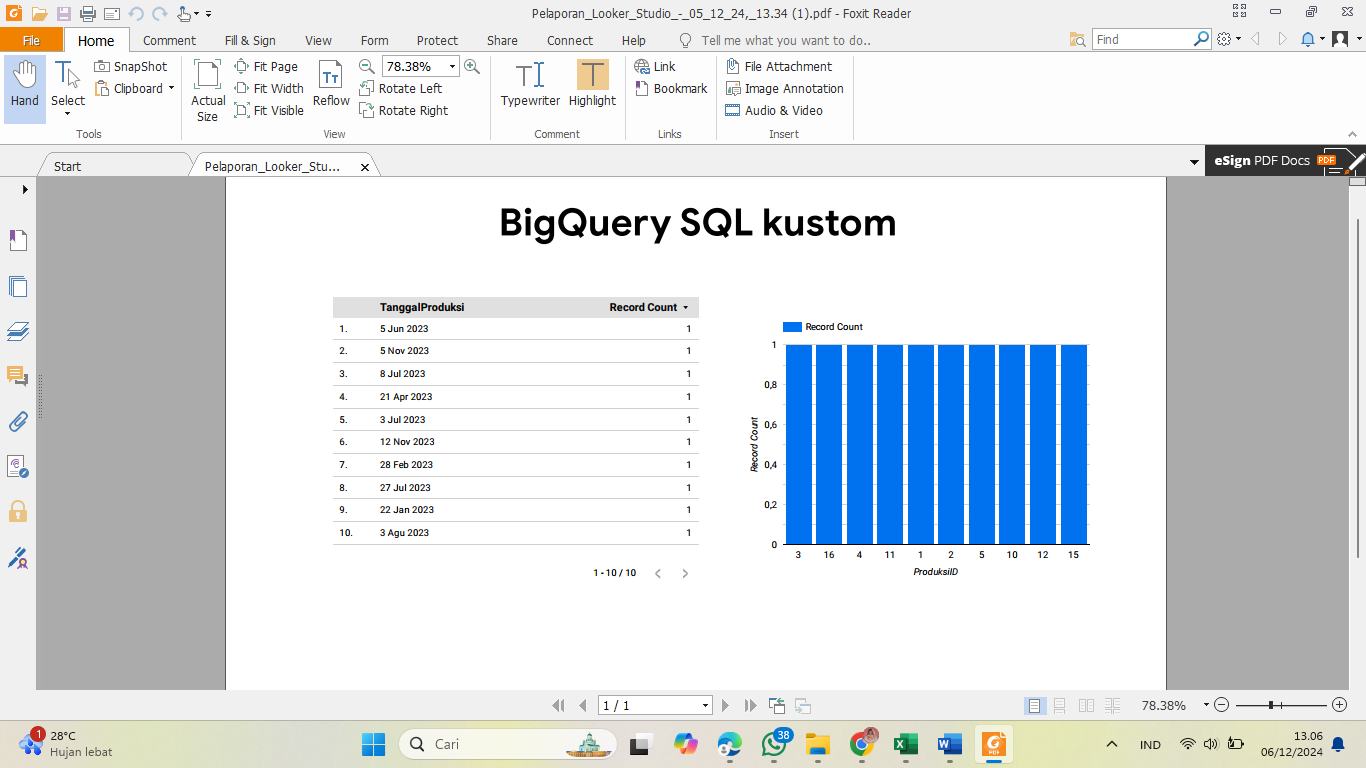 Pelaporan_Looker_Studio_-_05_12_24,_13.34 (1).pdf - Foxit Reader
File Home Comment Fill & Sign View Form Protect Share Connect Help Tell me what you want to do.. Find
Hand
Select
SnapShot
Clipboard
Tools
Actual Size
Fit Page
Fit Width
Fit Visible
Reflow
78.38%
Rotate Left
Rotate Right
View
Typewriter
Highlight
Comment
Link
Bookmark
Links
File Attachment
Image Annotation
Audio & Video
Insert
Start
Pelaporan_Looker_Stu...
eSign PDF Docs PDF
BigQuery SQL kustom
TanggalProduksi Record Count
1. 5 Jun 2023 1
2. 5 Nov 2023 1
3. 8 Jul 2023 1
4. 21 Apr 2023 1
5. 3 Jul 2023 1
6. 12 Nov 2023 1
7. 28 Feb 2023 1
8. 27 Jul 2023 1
9. 22 Jan 2023 1
10. 3 Agu 2023 1
1 - 10 / 10
Record Count
1
0,8
0,6
0,4
0,2
0
Record Count
3 16 4 11 1 2 5 10 12 15
ProduksiID
1 / 1
78.38%
1
28°C
Hujan lebat
Cari
38
IND
13.06
06/12/2024